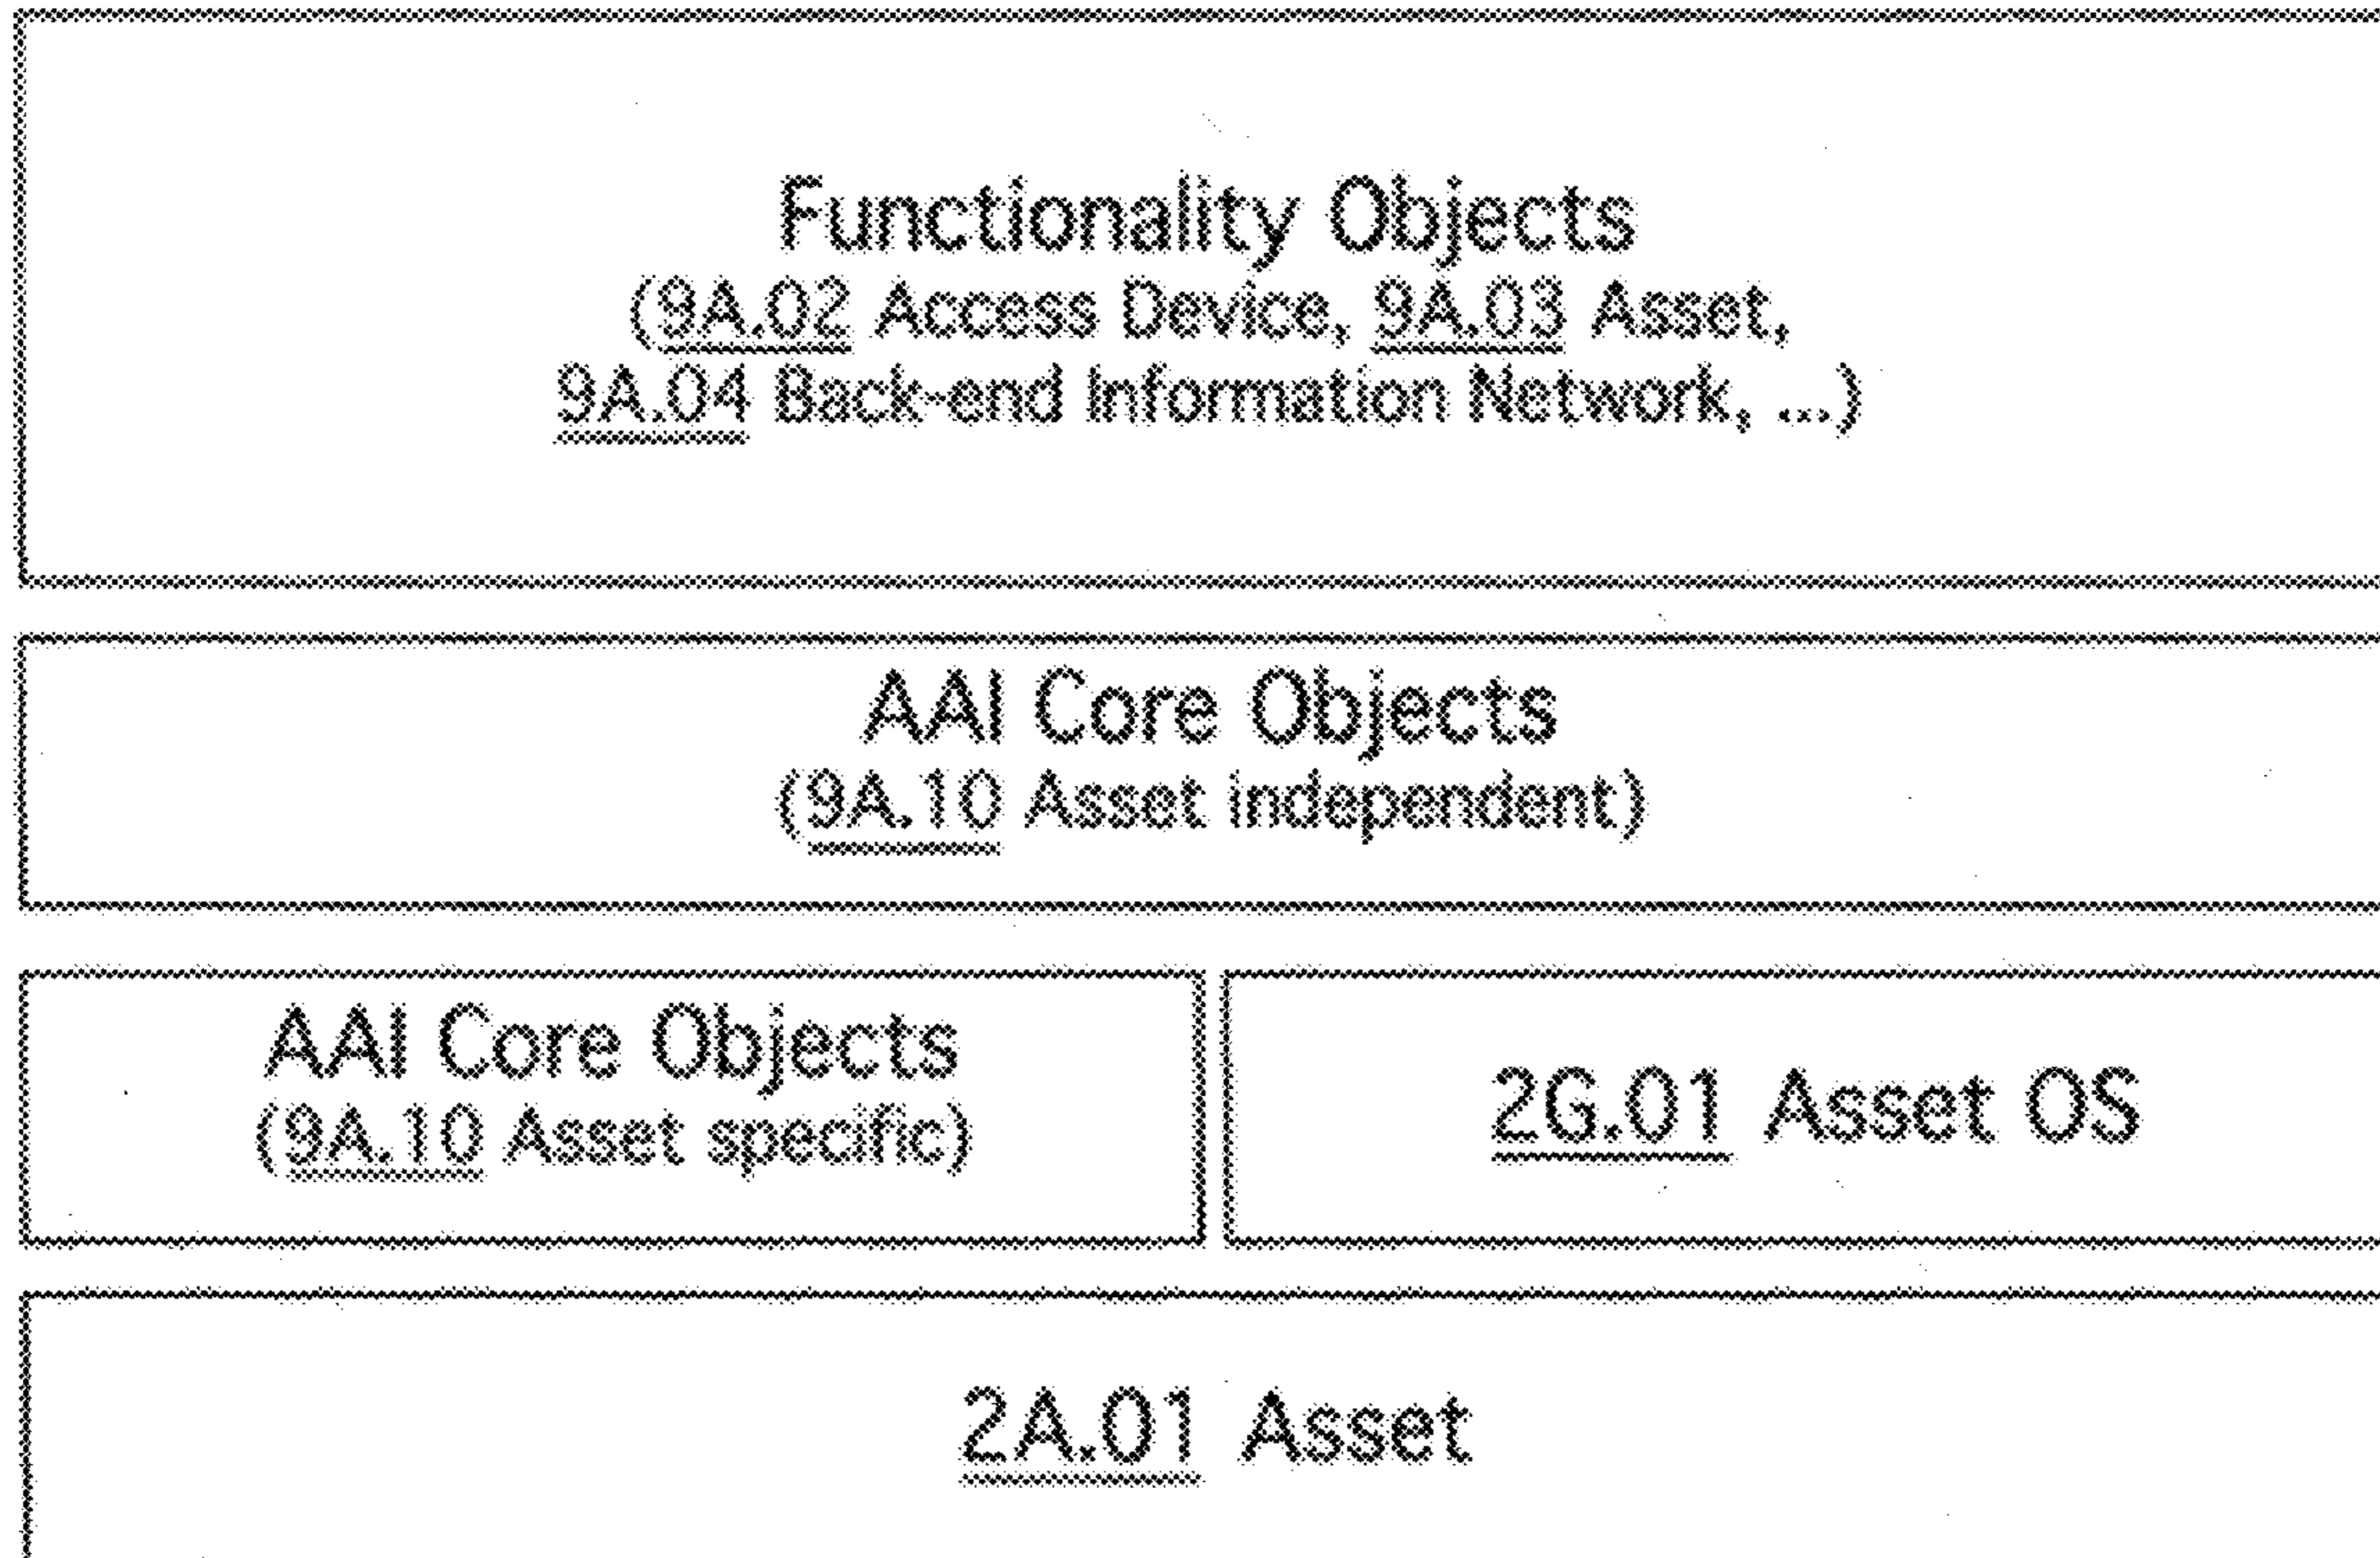 Functionality Objects
(9A.02 Access Device, 9A.03 Asset,
9A.04 Back-end Information Network, ...)
AAI Core Objects
(9A.10 Asset independent)
AAI Core Objects
(9A.10 Asset specific)
2G.01 Asset OS
2A.01 Asset